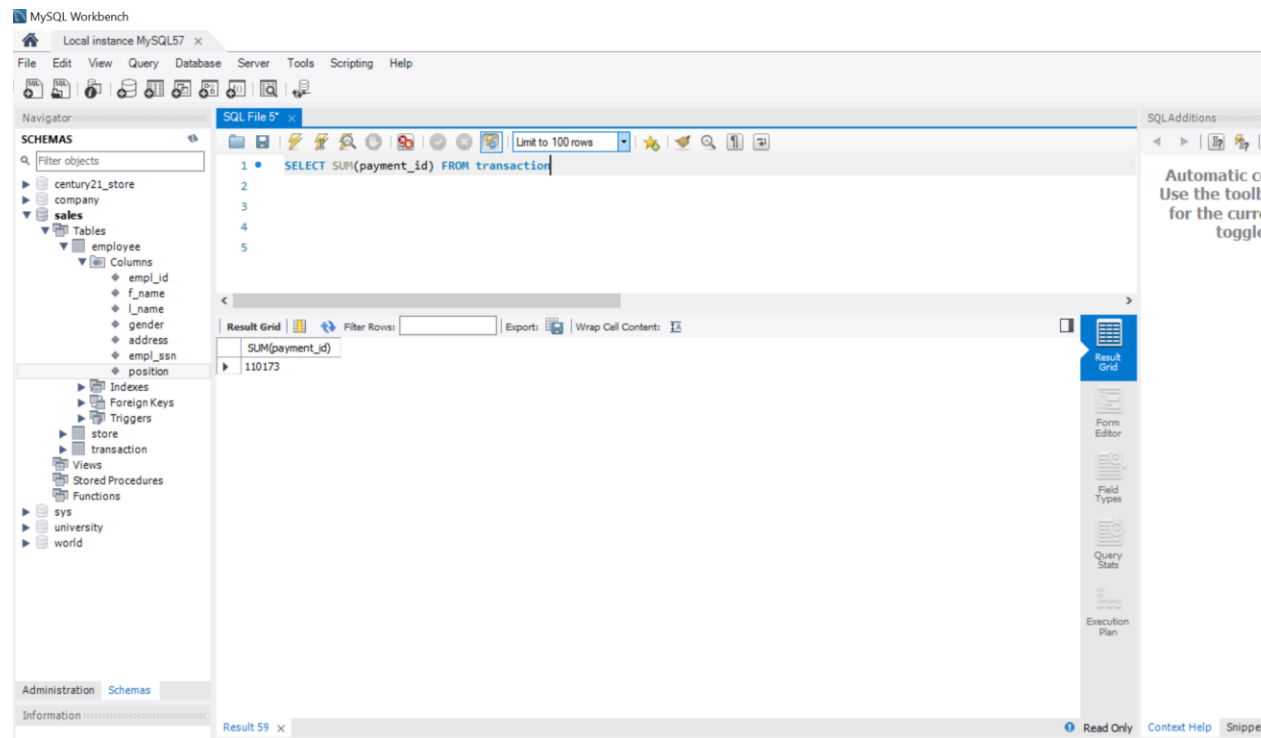 MySQL Workbench
Local instance MySQL57
File Edit View Query Database Server Tools Scripting Help
Navigator
SCHEMAS
Filter objects
century21_store
company
sales
Tables
employee
Columns
empl_id
f_name
l_name
gender
address
empl_ssn
position
Indexes
Foreign Keys
Triggers
store
transaction
Views
Stored Procedures
Functions
sys
university
world
Administration Schemas
Information
SQL File 5*
Limit to 100 rows
1 SELECT SUM(payment_id) FROM transaction
2
3
4
5
Result Grid Filter Rows: Export: Wrap Cell Content:
SUM(payment_id)
110173
Result Grid
Form Editor
Field Types
Query Stats
Execution Plan
Result 59
Read Only
SQLAdditions
Automatic c
Use the toolb
for the curr
toggle
Context Help Snippe